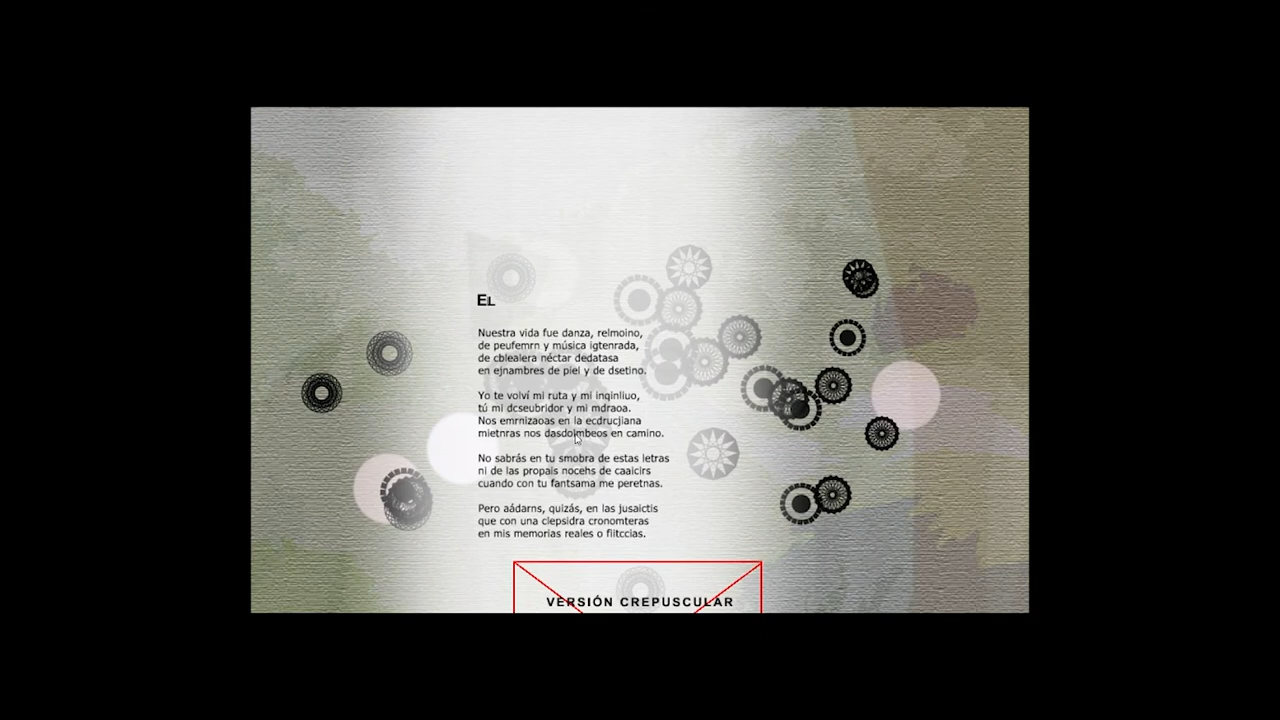 EL
Nuestra vida fue danza, relmoino,
de peufemrn y música igtenrada,
de cblealera néctar dedatasa
en ejnambres de piel y de dsetino.
Yo te volví mi ruta y mi inqinliuo,
tú mi dcseubridor y mi mdraoa.
Nos emrnizaoas en la ecdrucjiana
mietnras nos dasdolmbeos en camino.
No sabrás en tu smobra de estas letras
ni de las propais nocehs de caaicirs
cuando con tu fantsama me peretnas.
Pero aádarns, quizás, en las jusaictis
que con una clepsidra cronomteras
en mis memorias reales o fiitccias.
VERSIÓN CREPUSCULAR